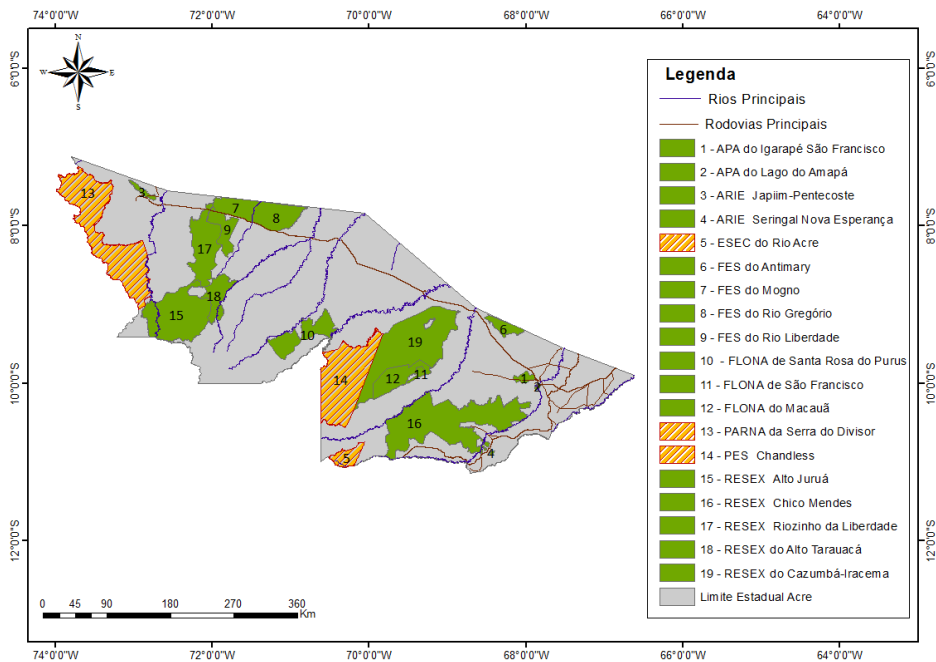 74°0'0"W 72°0'0"W 70°0'0"W 68°0'0"W 66°0'0"W 64°0'0"W
6°0'0"S
8°0'0"S
10°0'0"S
12°0'0"S
N
W E
S
13
3
7
8
9
17
18
15
10
19
11
12
14
6
1
2
16
4
5
Legenda
Rios Principais
Rodovias Principais
1 - APA do Igarapé São Francisco
2 - APA do Lago do Amapá
3 - ARIE Japiim-Pentecoste
4 - ARIE Seringal Nova Esperança
5 - ESEC do Rio Acre
6 - FES do Antimary
7 - FES do Mogno
8 - FES do Rio Gregório
9 - FES do Rio Liberdade
10 - FLONA de Santa Rosa do Purus
11 - FLONA de São Francisco
12 - FLONA do Macauã
13 - PARNA da Serra do Divisor
14 - PES Chandless
15 - RESEX Alto Juruá
16 - RESEX Chico Mendes
17 - RESEX Riozinho da Liberdade
18 - RESEX do Alto Tarauacá
19 - RESEX do Cazumbá-Iracema
Limite Estadual Acre
6°0'0"S
8°0'0"S
10°0'0"S
12°0'0"S
0 45 90 180 270 360
Km
74°0'0"W 72°0'0"W 70°0'0"W 68°0'0"W 66°0'0"W 64°0'0"W